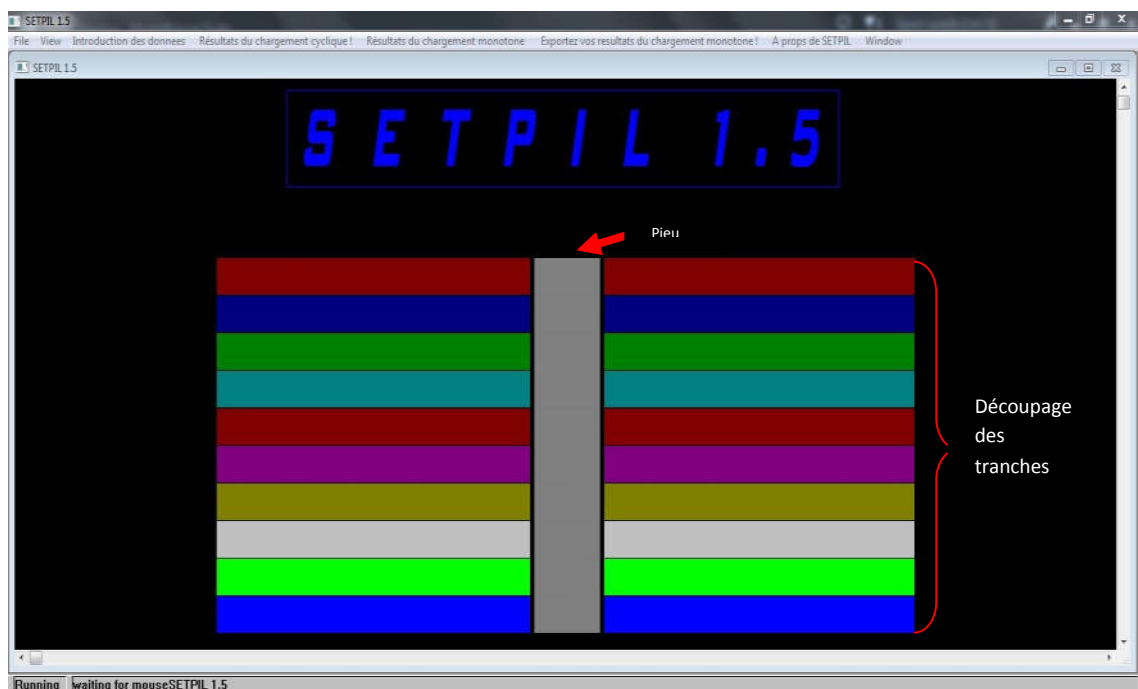 SETPIL 1.5
File View Introduction des donnees Résultats du chargement cyclique! Résultats du chargement monotone Exportez vos resultats du chargement monotone! A propos de SETPIL Window
SETPIL 1.5
SETPIL 1.5
Pieu
Découpage
des
tranches
Running waiting for mouseSETPIL 1.5